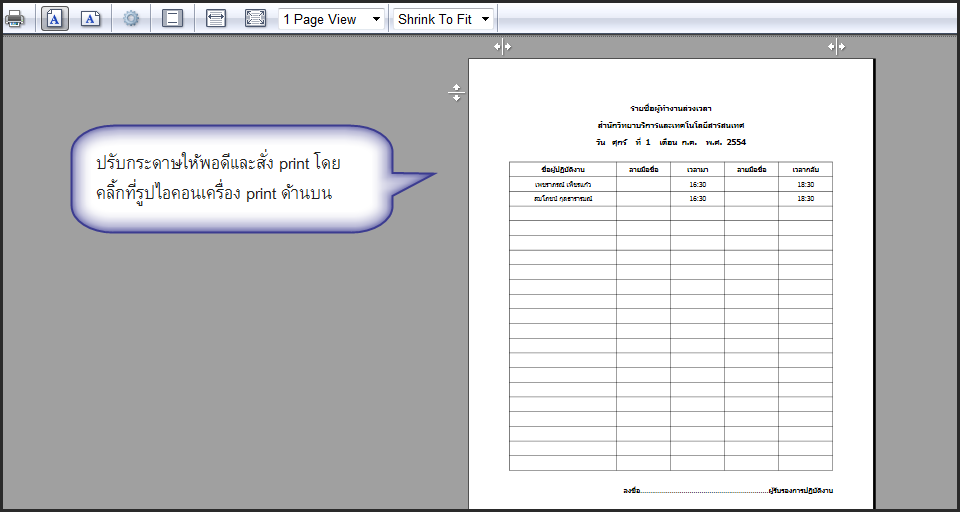 1 Page View Shrink To Fit
ปรับกระดาษให้พอดีและสั่ง print โดย
คลิ๊กที่รูปไอคอนเครื่อง print ด้านบน
รายชื่อผู้ทำงานล่วงเวลา
สำนักวิทยบริการและเทคโนโลยีสารสนเทศ
วัน ศุกร์ ที่ 1 เดือน ก.ค. พ.ศ. 2554
ชื่อผู้ปฏิบัติงาน ลายมือชื่อ เวลามา ลายมือชื่อ เวลากลับ
16:30 18:30
16:30 18:30
ลงชื่อ............................................................ผู้รับรองการปฏิบัติงาน